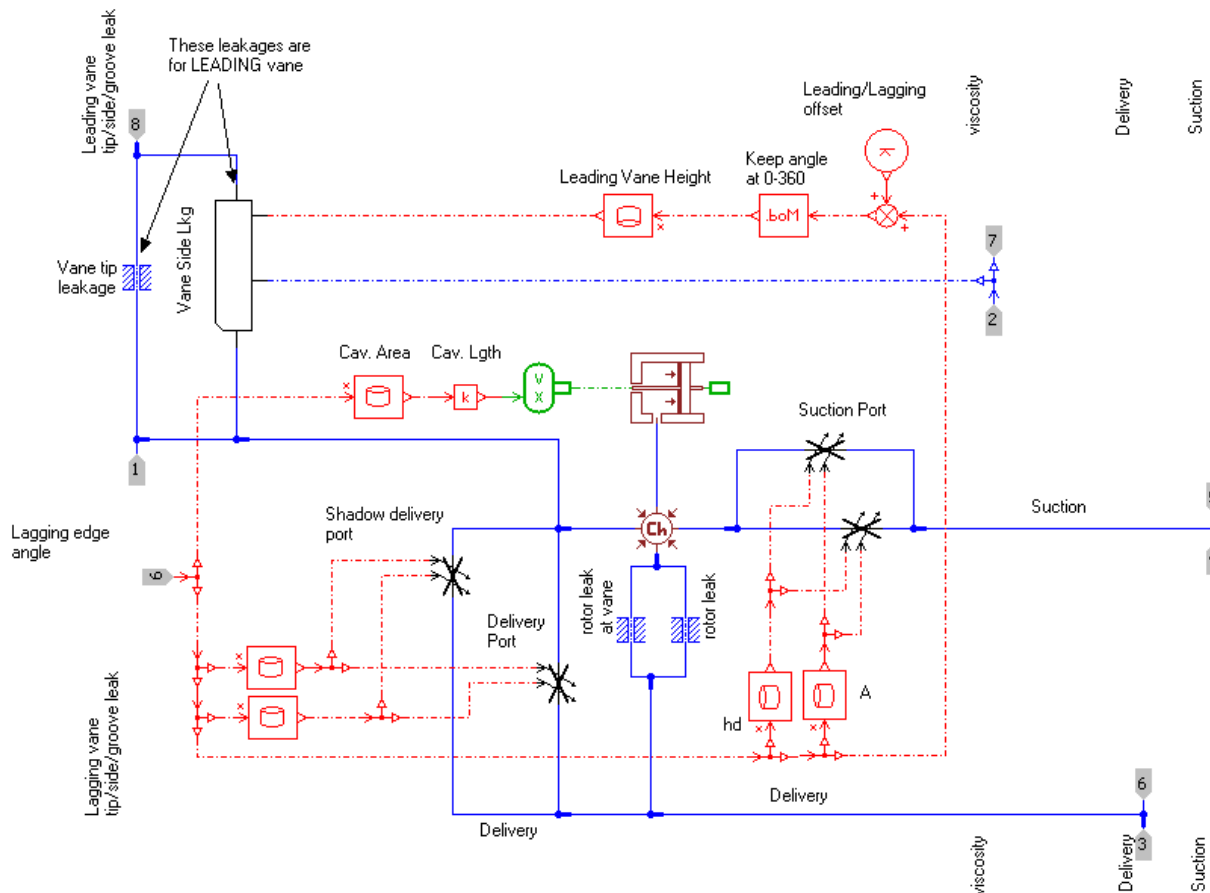 Leading vane
tip/side/groove leak
8
These leakages are
for LEADING vane
Leading/Lagging
offset
viscosity
Delivery
Suction
k
Keep angle
at 0-360
Leading Vane Height
.boM
+
+
x
Vane tip
leakage
Vane Side Lkg
7
2
Cav. Area
Cav. Lgth
x
k
V
X
Suction Port
1
Ch
Suction
Shadow delivery
port
Lagging edge
angle
6
Delivery
Port
rotor leak
at vane
rotor leak
x
x
hd
A
x
x
Lagging vane
tip/side/groove leak
Delivery
Delivery
6
3
viscosity
Delivery
Suction